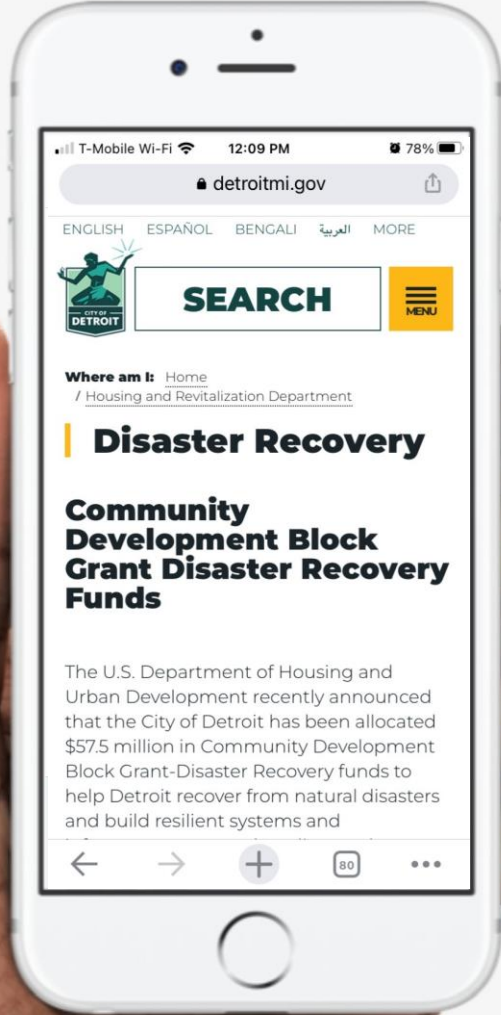 T-Mobile Wi-Fi 12:09 PM 78%
detroitmi.gov
ENGLISH ESPAÑOL BENGALI العربية MORE
CITY OF
DETROIT
SEARCH
MENU
Where am I: Home
/ Housing and Revitalization Department
Disaster Recovery
Community
Development Block
Grant Disaster Recovery
Funds
The U.S. Department of Housing and
Urban Development recently announced
that the City of Detroit has been allocated
$57.5 million in Community Development
Block Grant-Disaster Recovery funds to
help Detroit recover from natural disasters
and build resilient systems and
80